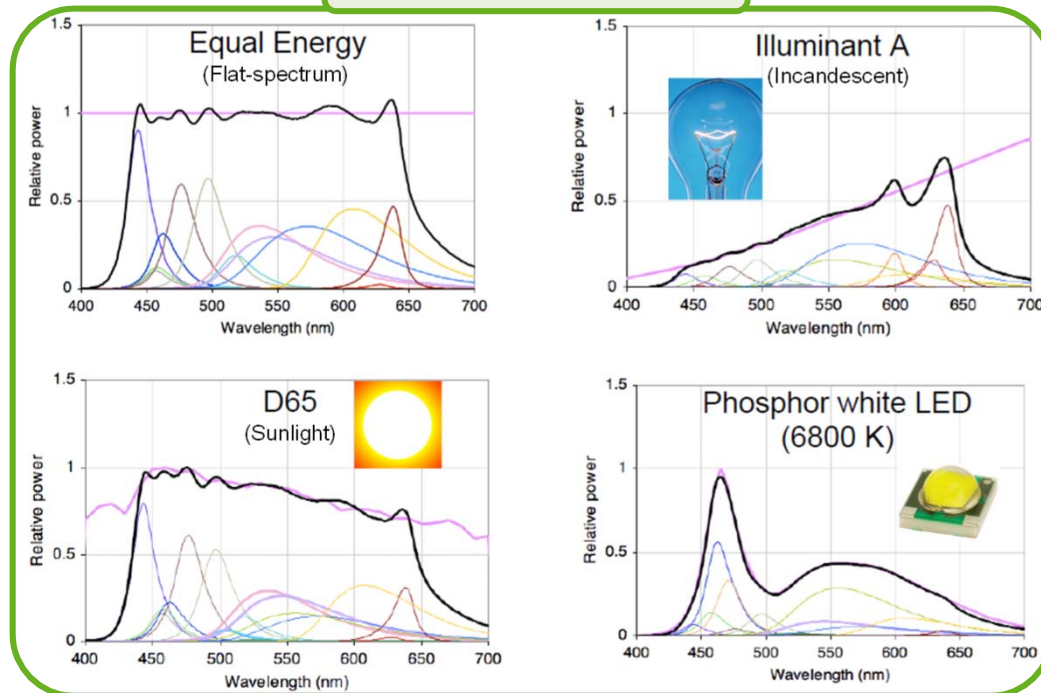 Equal Energy
(Flat-spectrum)
Relative power
1.5
1
0.5
0
400 450 500 550 600 650 700
Wavelength (nm)
Illuminant A
(Incandescent)
Relative power
1.5
1
0.5
0
400 450 500 550 600 650 700
Wavelength (nm)
D65
(Sunlight)
Relative power
1.5
1
0.5
0
400 450 500 550 600 650 700
Wavelength (nm)
Phosphor white LED
(6800 K)
Relative power
1.5
1
0.5
0
400 450 500 550 600 650 700
Wavelength (nm)